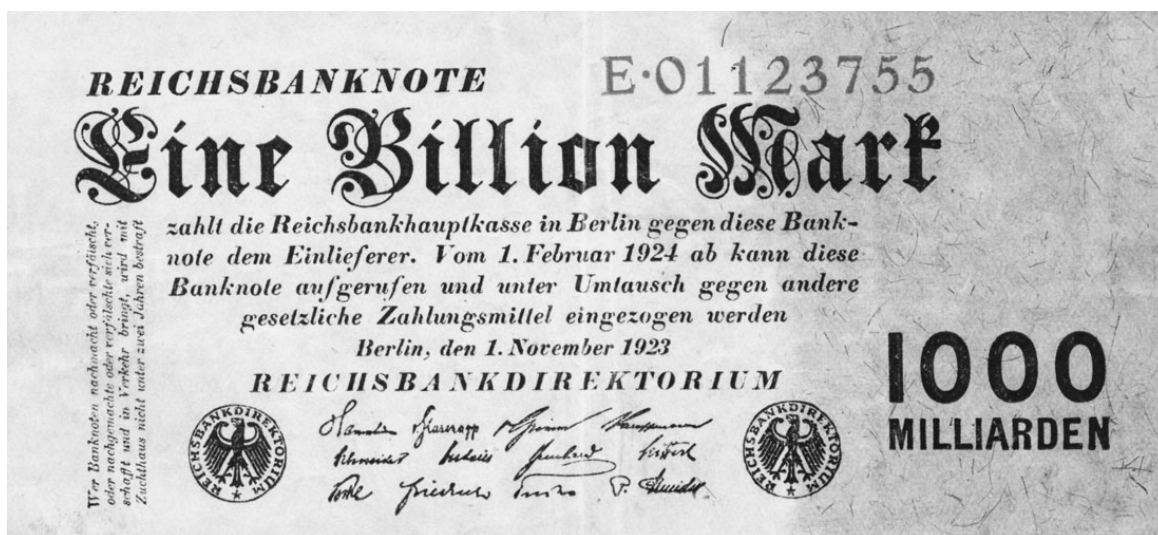 REICHSBANKNOTE
E·01123755
Eine Billion Mark
zahlt die Reichsbankhauptkasse in Berlin gegen diese Bank-
note dem Einlieferer. Vom 1. Februar 1924 ab kann diese
Banknote aufgerufen und unter Umtausch gegen andere
gesetzliche Zahlungsmittel eingezogen werden
Berlin, den 1. November 1923
REICHSBANKDIREKTORIUM
1000
MILLIARDEN
Wer Banknoten nachmacht oder verfälscht,
oder nachgemachte oder verfälschte sich ver-
schafft und in Verkehr bringt, wird mit
Zuchthaus nicht unter zwei Jahren bestraft
REICHSBANKDIREKTORIUM
REICHSBANKDIREKTORIUM